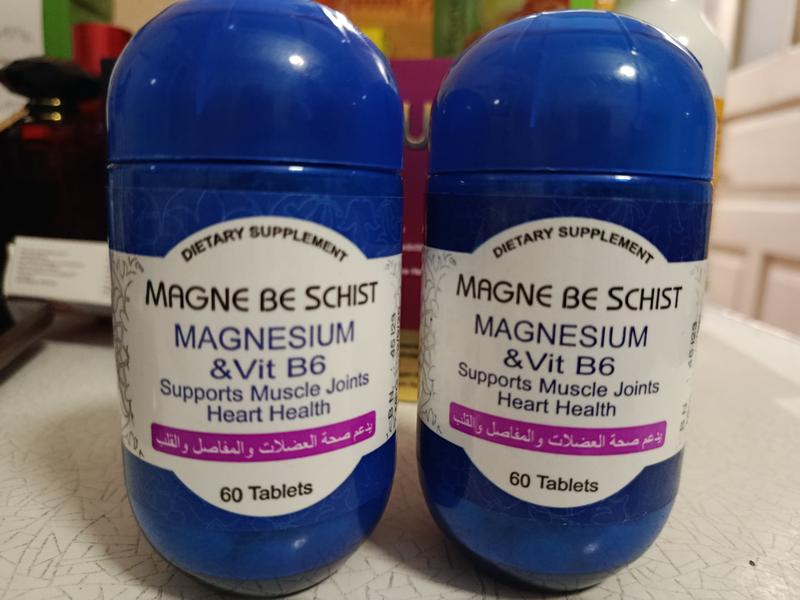 DIETARY SUPPLEMENT
MAGNE BE SCHIST
MAGNESIUM
&Vit B6
Supports Muscle Joints
Heart Health
يدعم صحة العضلات والمفاصل والقلب
60 Tablets
DIETARY SUPPLEMENT
MAGNE BE SCHIST
MAGNESIUM
&Vit B6
Supports Muscle Joints
Heart Health
يدعم صحة العضلات والمفاصل والقلب
60 Tablets